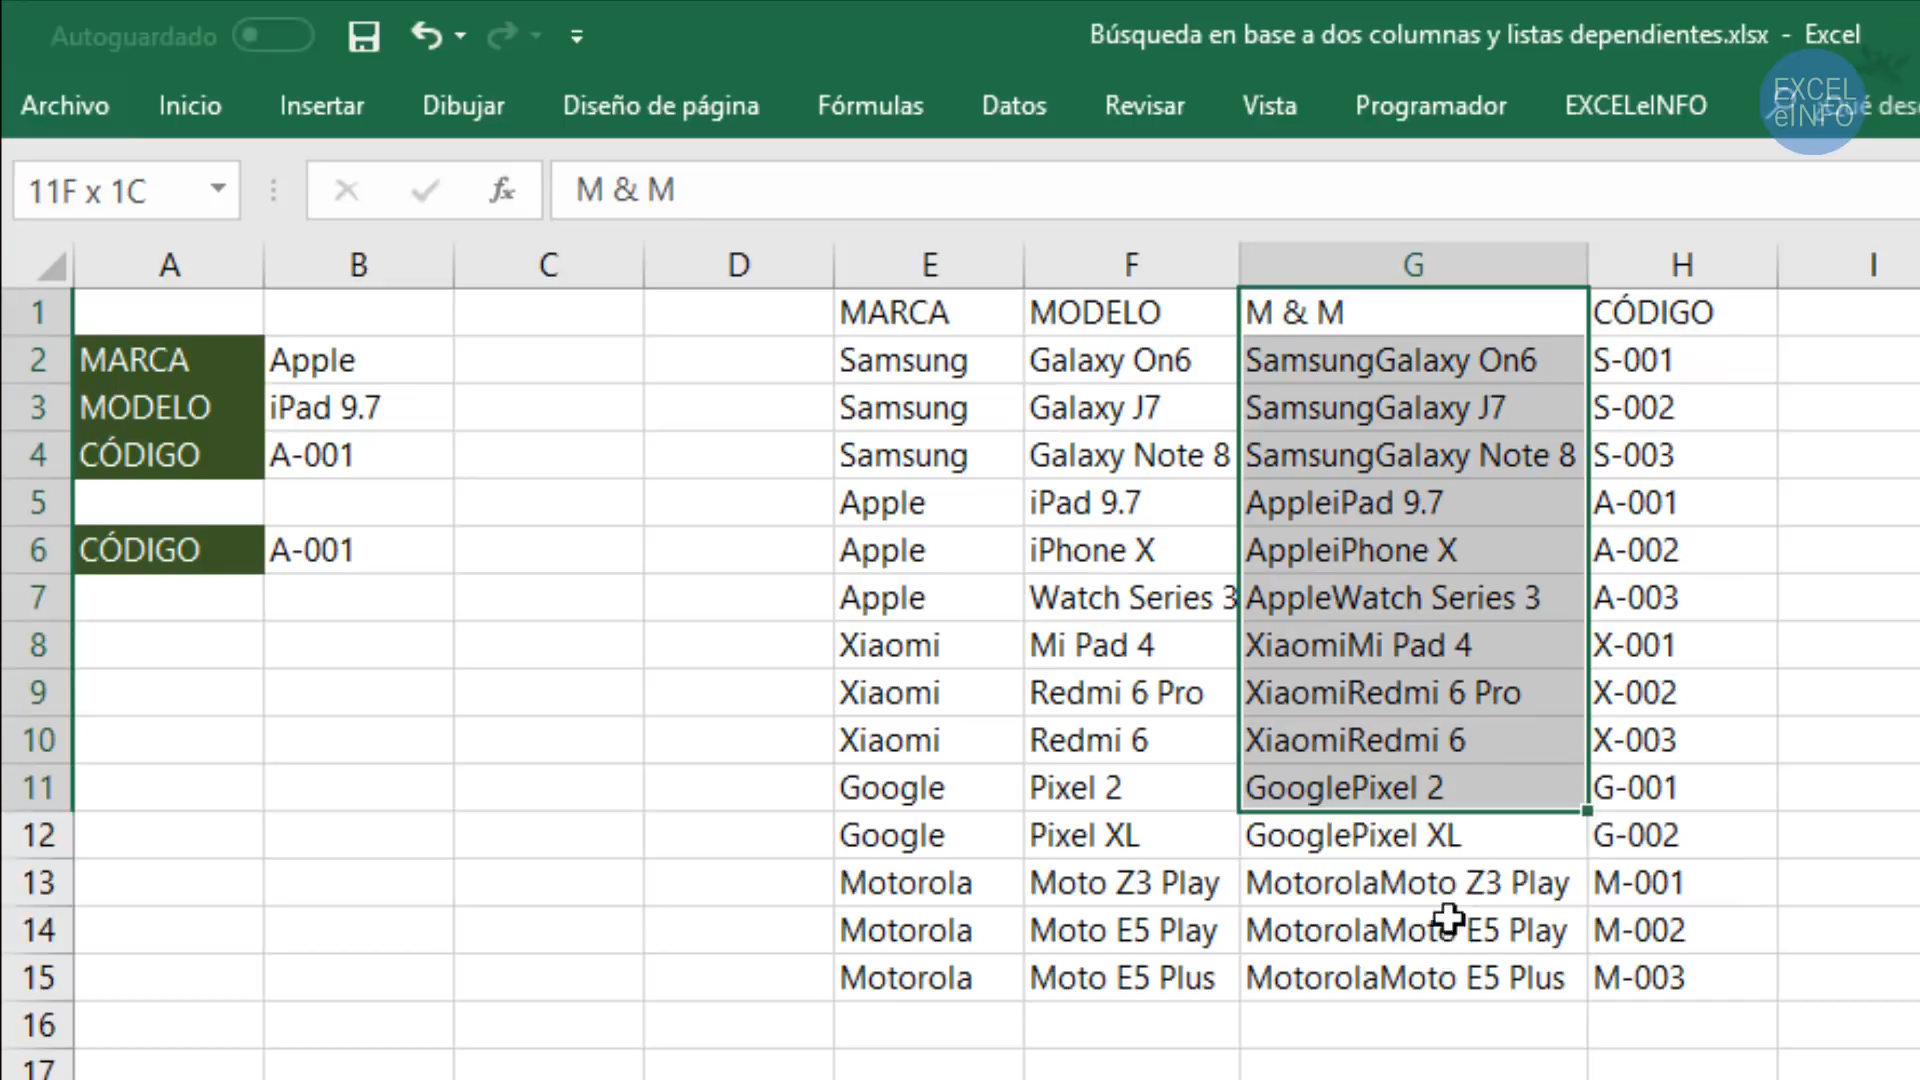 Autoguardado Búsqueda en base a dos columnas y listas dependientes.xlsx - Excel
Archivo Inicio Insertar Dibujar Diseño de página Fórmulas Datos Revisar Vista Programador EXCELeINFO
EXCEL
eINFO
11F x 1C fx M & M
A B C D E F G H I
1 MARCA MODELO M & M CÓDIGO
2 MARCA Apple Samsung Galaxy On6 SamsungGalaxy On6 S-001
3 MODELO iPad 9.7 Samsung Galaxy J7 SamsungGalaxy J7 S-002
4 CÓDIGO A-001 Samsung Galaxy Note 8 SamsungGalaxy Note 8 S-003
5 Apple iPad 9.7 AppleiPad 9.7 A-001
6 CÓDIGO A-001 Apple iPhone X AppleiPhone X A-002
7 Apple Watch Series 3 AppleWatch Series 3 A-003
8 Xiaomi Mi Pad 4 XiaomiMi Pad 4 X-001
9 Xiaomi Redmi 6 Pro XiaomiRedmi 6 Pro X-002
10 Xiaomi Redmi 6 XiaomiRedmi 6 X-003
11 Google Pixel 2 GooglePixel 2 G-001
12 Google Pixel XL GooglePixel XL G-002
13 Motorola Moto Z3 Play MotorolaMoto Z3 Play M-001
14 Motorola Moto E5 Play MotorolaMoto E5 Play M-002
15 Motorola Moto E5 Plus MotorolaMoto E5 Plus M-003
16
17